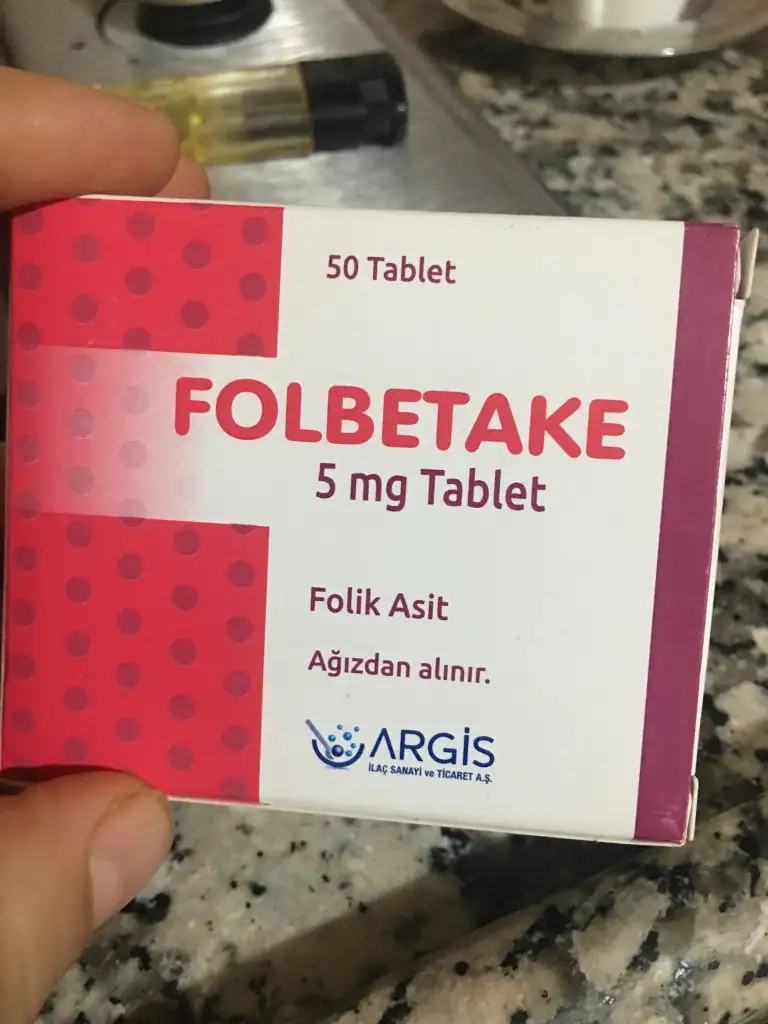 50 Tablet
FOLBETAKE
5 mg Tablet
Folik Asit
Ağızdan alınır.
ARGİS
İLAÇ SANAYİ ve TİCARET A.Ş.